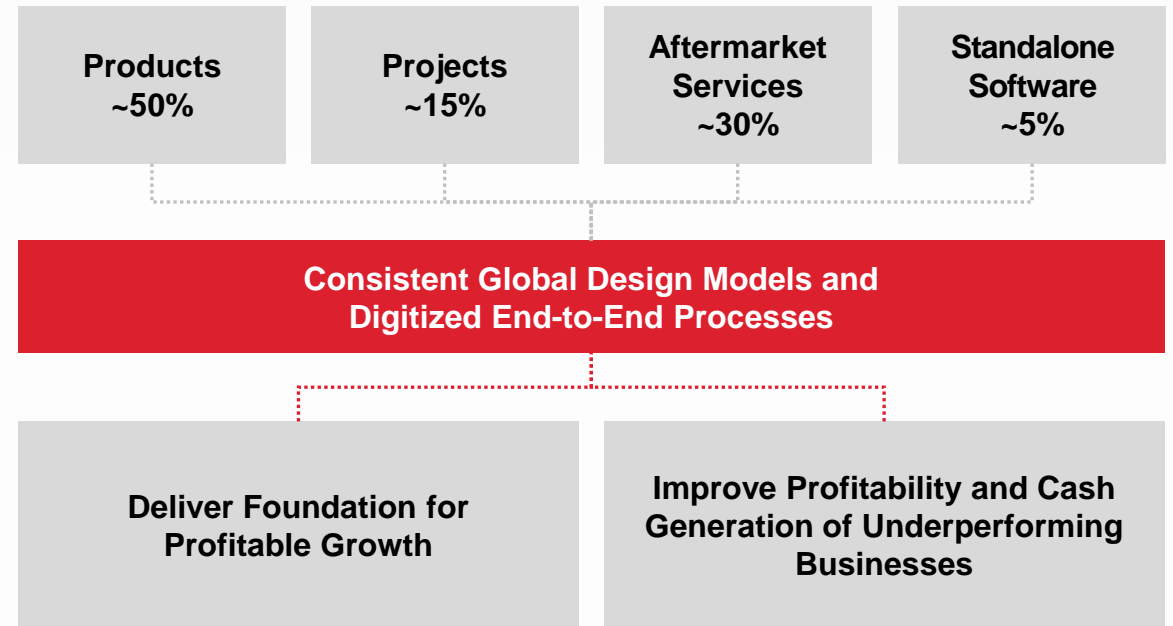 Products
~50%
Projects
~15%
Aftermarket
Services
~30%
Standalone
Software
~5%
Consistent Global Design Models and
Digitized End-to-End Processes
Deliver Foundation for
Profitable Growth
Improve Profitability and Cash
Generation of Underperforming
Businesses